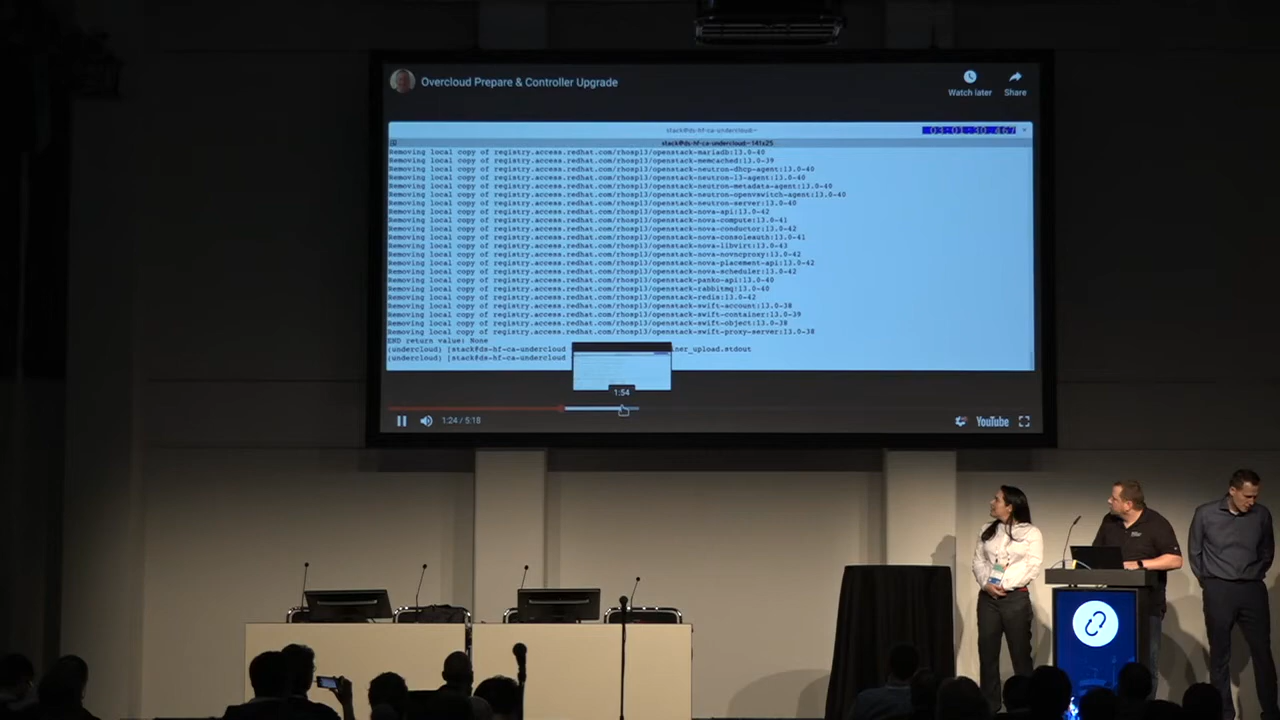 Overcloud Prepare & Controller Upgrade
Watch later
Share
stack@ds-hf-ca-undercloud:~
03:01:30.467
stack@ds-hf-ca-undercloud:~ 141x25
Removing local copy of registry.access.redhat.com/rhosp13/openstack-mariadb:13.0-40
Removing local copy of registry.access.redhat.com/rhosp13/openstack-memcached:13.0-39
Removing local copy of registry.access.redhat.com/rhosp13/openstack-neutron-dhcp-agent:13.0-40
Removing local copy of registry.access.redhat.com/rhosp13/openstack-neutron-l3-agent:13.0-40
Removing local copy of registry.access.redhat.com/rhosp13/openstack-neutron-metadata-agent:13.0-40
Removing local copy of registry.access.redhat.com/rhosp13/openstack-neutron-openvswitch-agent:13.0-40
Removing local copy of registry.access.redhat.com/rhosp13/openstack-neutron-server:13.0-40
Removing local copy of registry.access.redhat.com/rhosp13/openstack-nova-api:13.0-42
Removing local copy of registry.access.redhat.com/rhosp13/openstack-nova-compute:13.0-41
Removing local copy of registry.access.redhat.com/rhosp13/openstack-nova-conductor:13.0-42
Removing local copy of registry.access.redhat.com/rhosp13/openstack-nova-consoleauth:13.0-41
Removing local copy of registry.access.redhat.com/rhosp13/openstack-nova-libvirt:13.0-43
Removing local copy of registry.access.redhat.com/rhosp13/openstack-nova-novncproxy:13.0-42
Removing local copy of registry.access.redhat.com/rhosp13/openstack-nova-placement-api:13.0-42
Removing local copy of registry.access.redhat.com/rhosp13/openstack-nova-scheduler:13.0-42
Removing local copy of registry.access.redhat.com/rhosp13/openstack-panko-api:13.0-40
Removing local copy of registry.access.redhat.com/rhosp13/openstack-rabbitmq:13.0-40
Removing local copy of registry.access.redhat.com/rhosp13/openstack-redis:13.0-42
Removing local copy of registry.access.redhat.com/rhosp13/openstack-swift-account:13.0-38
Removing local copy of registry.access.redhat.com/rhosp13/openstack-swift-container:13.0-39
Removing local copy of registry.access.redhat.com/rhosp13/openstack-swift-object:13.0-38
Removing local copy of registry.access.redhat.com/rhosp13/openstack-swift-proxy-server:13.0-38
END return value: None
(undercloud) [stack@ds-hf-ca-undercloud ner_upload.stdout
(undercloud) [stack@ds-hf-ca-undercloud
1:54
1:24 / 5:18
YouTube